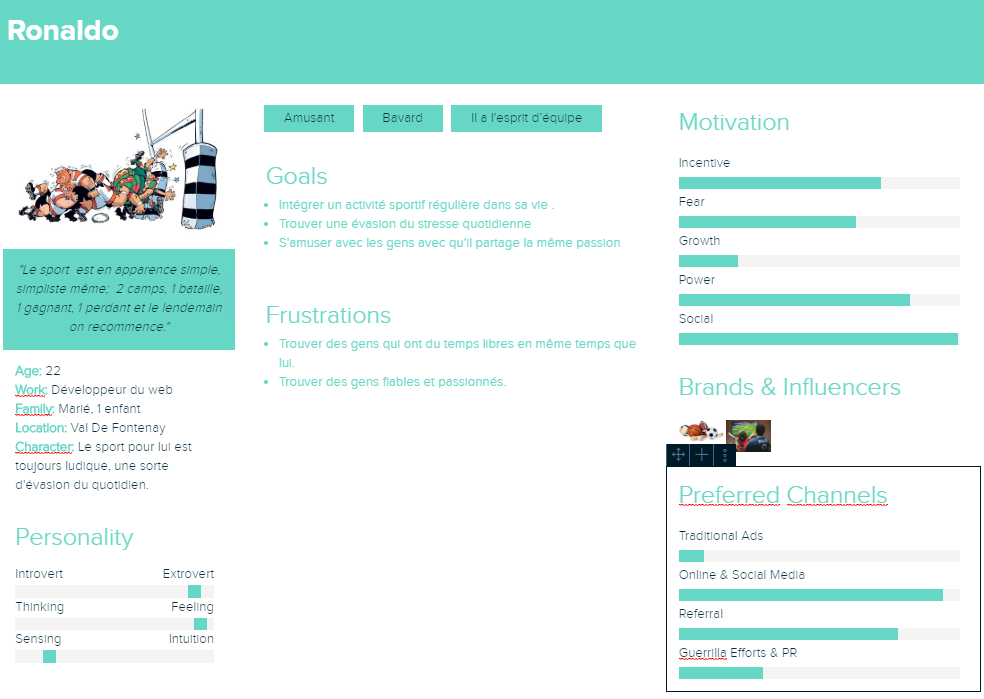 Ronaldo
"Le sport est en apparence simple,
simpliste même; 2 camps, 1 bataille,
1 gagnant, 1 perdant et le lendemain
on recommence."
Age: 22
Work: Développeur du web
Family: Marié, 1 enfant
Location: Val De Fontenay
Character: Le sport pour lui est
toujours ludique, une sorte
d'évasion du quotidien.
Personality
Introvert Extrovert
Thinking Feeling
Sensing Intuition
Amusant Bavard Il a l'esprit d'équipe
Goals
• Intégrer un activité sportif régulière dans sa vie .
• Trouver une évasion du stresse quotidienne
• S'amuser avec les gens avec qu'il partage la même passion
Frustrations
• Trouver des gens qui ont du temps libres en même temps que
lui.
• Trouver des gens fiables et passionnés.
Motivation
Incentive
Fear
Growth
Power
Social
Brands & Influencers
Preferred Channels
Traditional Ads
Online & Social Media
Referral
Guerrilla Efforts & PR